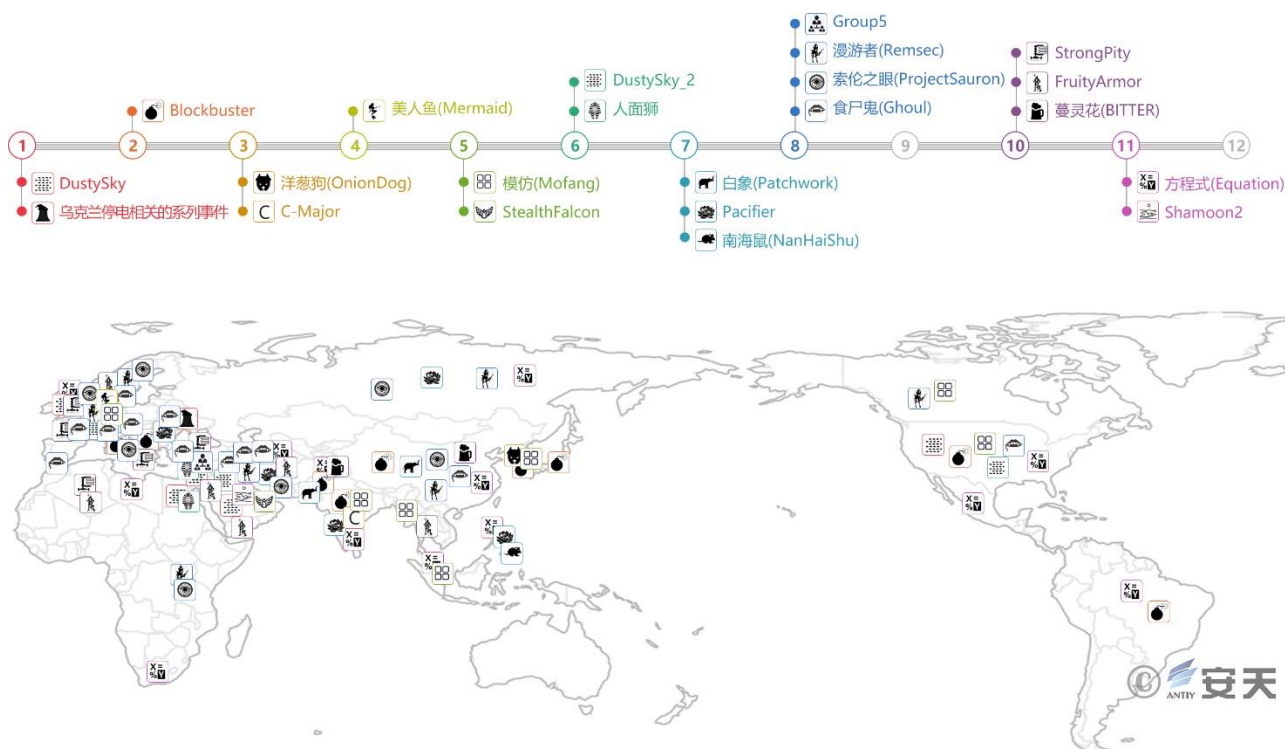 Group5
漫游者(Remsec)
StrongPity
DustySky_2
索伦之眼(ProjectSauron)
FruityArmor
Blockbuster
美人鱼(Mermaid)
人面狮
食尸鬼(Ghoul)
蔓灵花(BITTER)
1 2 3 4 5 6 7 8 9 10 11 12
DustySky
洋葱狗(OnionDog)
模仿(Mofang)
白象(Patchwork)
方程式(Equation)
乌克兰停电相关的系列事件
C-Major
StealthFalcon
Pacifier
Shamoon2
南海鼠(NanHaiShu)
© ANTIY 安天